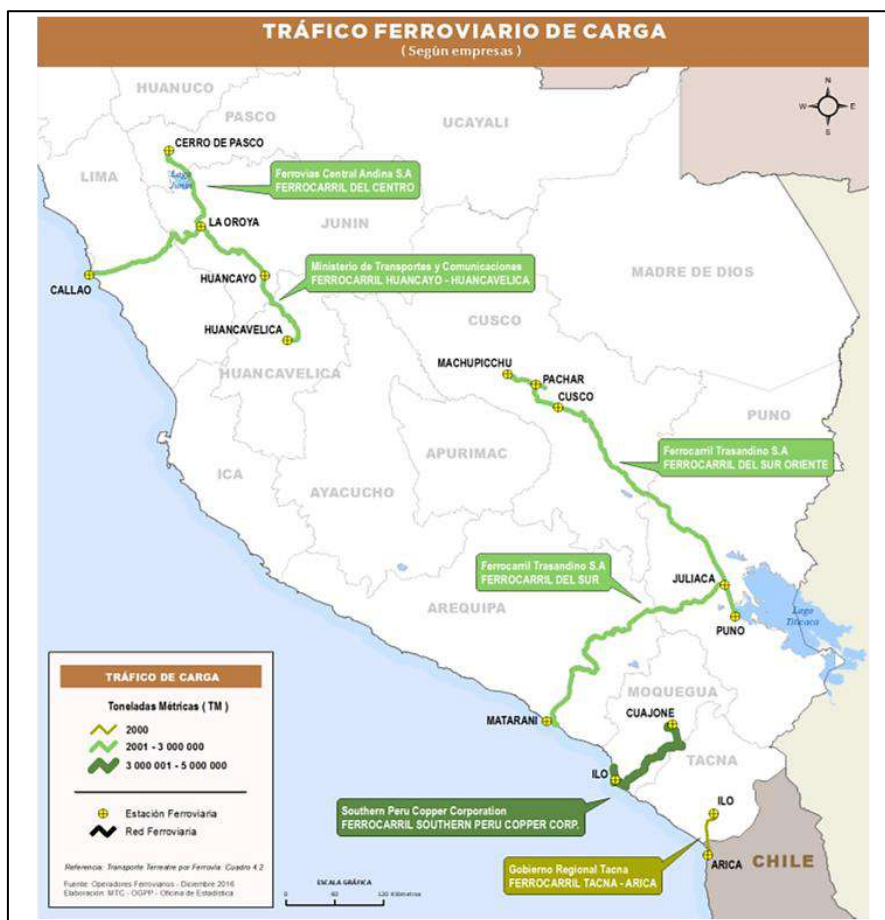 TRÁFICO FERROVIARIO DE CARGA
( Según empresas )
HUANUCO
PASCO
UCAYALI
N
W
E
S
CERRO DE PASCO
LIMA
Lago
Junín
Ferrovias Central Andina S.A
FERROCARRIL DEL CENTRO
LA OROYA
JUNIN
CALLAO
HUANCAYO
Ministerio de Transportes y Comunicaciones
FERROCARRIL HUANCAYO - HUANCAVELICA
MADRE DE DIOS
HUANCAVELICA
CUSCO
HUANCAVELICA
MACHUPICCHU
PACHAR
CUSCO
PUNO
ICA
APURIMAC
AYACUCHO
Ferrocarril Trasandino S.A
FERROCARRIL DEL SUR ORIENTE
Ferrocarril Trasandino S.A
FERROCARRIL DEL SUR
JULIACA
AREQUIPA
PUNO
Lago
Titicaca
MOQUEGUA
MATARANI
CUAJONE
TACNA
ILO
ILO
Southern Peru Copper Corporation
FERROCARRIL SOUTHERN PERU COPPER CORP.
Gobierno Regional Tacna
FERROCARRIL TACNA - ARICA
ARICA
CHILE
TRÁFICO DE CARGA
Toneladas Métricas ( TM )
2000
2001 - 3 000 000
3 000 001 - 5 000 000
Estación Ferroviaria
Red Ferroviaria
Referencia: Transporte Terrestre por Ferrovía. Cuadro 4.2
Fuente: Operadores Ferroviarios - Diciembre 2016
Elaboración: MTC - OGPP - Oficina de Estadística
ESCALA GRÁFICA
0 60 120 Kilómetros